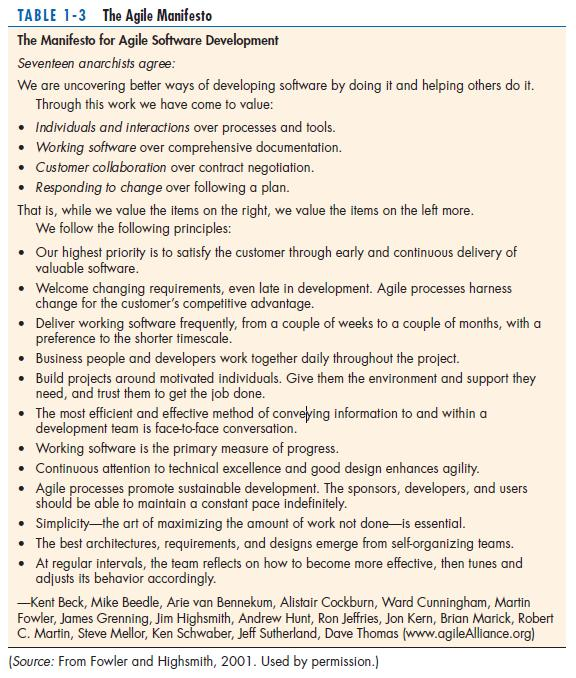 TABLE 1-3 The Agile Manifesto
The Manifesto for Agile Software Development
Seventeen anarchists agree:
We are uncovering better ways of developing software by doing it and helping others do it.
Through this work we have come to value:
• Individuals and interactions over processes and tools.
• Working software over comprehensive documentation.
• Customer collaboration over contract negotiation.
• Responding to change over following a plan.
That is, while we value the items on the right, we value the items on the left more.
We follow the following principles:
• Our highest priority is to satisfy the customer through early and continuous delivery of
valuable software.
• Welcome changing requirements, even late in development. Agile processes harness
change for the customer's competitive advantage.
• Deliver working software frequently, from a couple of weeks to a couple of months, with a
preference to the shorter timescale.
• Business people and developers work together daily throughout the project.
• Build projects around motivated individuals. Give them the environment and support they
need, and trust them to get the job done.
• The most efficient and effective method of conveying information to and within a
development team is face-to-face conversation.
• Working software is the primary measure of progress.
• Continuous attention to technical excellence and good design enhances agility.
• Agile processes promote sustainable development. The sponsors, developers, and users
should be able to maintain a constant pace indefinitely.
• Simplicity—the art of maximizing the amount of work not done—is essential.
• The best architectures, requirements, and designs emerge from self-organizing teams.
• At regular intervals, the team reflects on how to become more effective, then tunes and
adjusts its behavior accordingly.
—Kent Beck, Mike Beedle, Arie van Bennekum, Alistair Cockburn, Ward Cunningham, Martin
Fowler, James Grenning, Jim Highsmith, Andrew Hunt, Ron Jeffries, Jon Kern, Brian Marick, Robert
C. Martin, Steve Mellor, Ken Schwaber, Jeff Sutherland, Dave Thomas (www.agileAlliance.org)
(Source: From Fowler and Highsmith, 2001. Used by permission.)